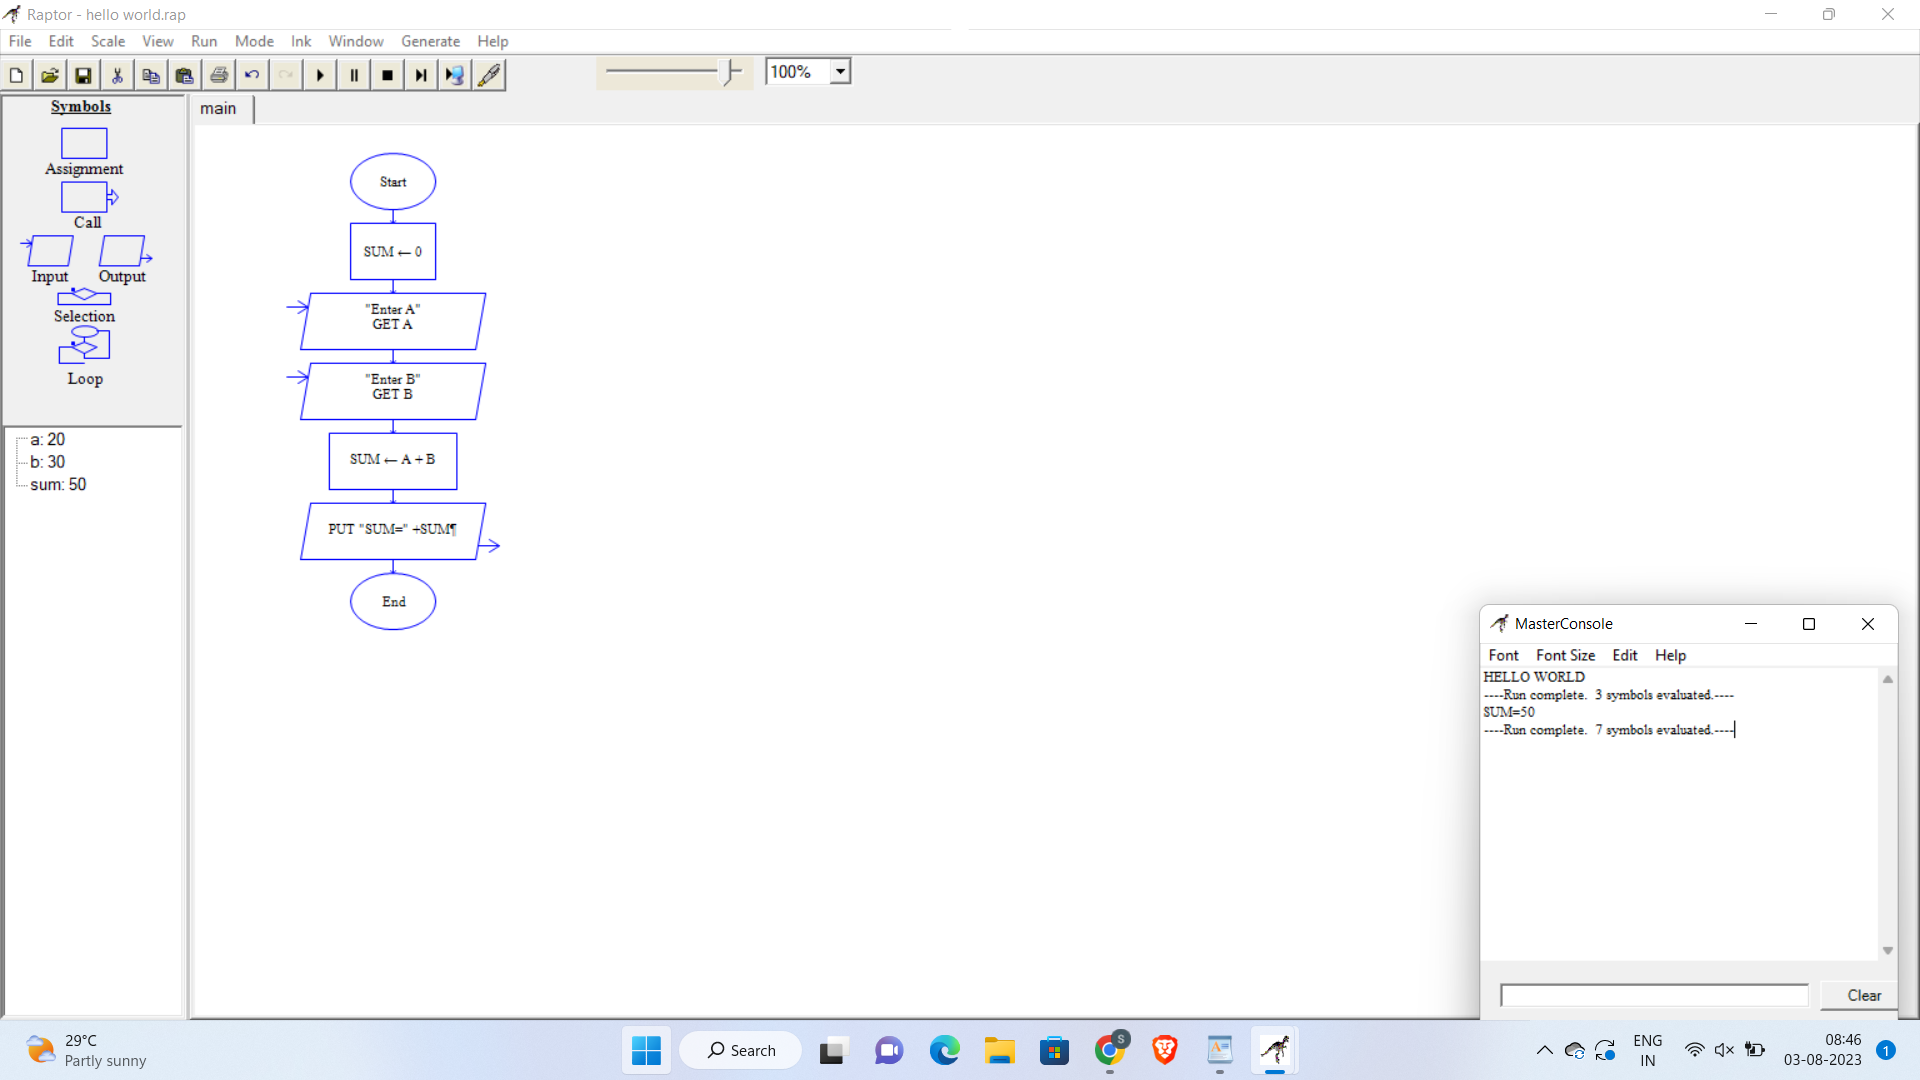 Raptor - hello world.rap
File Edit Scale View Run Mode Ink Window Generate Help
100%
Symbols
Assignment
Call
Input Output
Selection
Loop
a: 20
b: 30
sum: 50
main
Start
SUM ← 0
"Enter A"
GET A
"Enter B"
GET B
SUM ← A + B
PUT "SUM=" +SUM¶
End
MasterConsole
Font Font Size Edit Help
HELLO WORLD
----Run complete. 3 symbols evaluated.----
SUM=50
----Run complete. 7 symbols evaluated.----
Clear
29°C
Partly sunny
Search
S
ENG
IN
08:46
03-08-2023
1